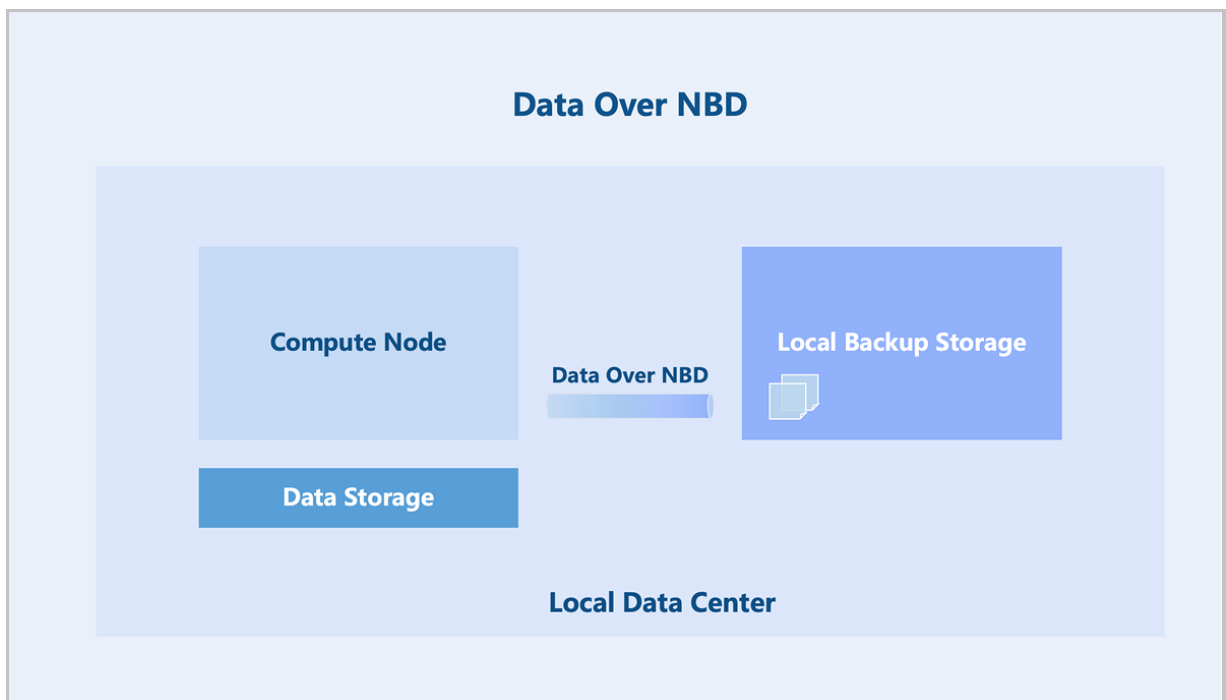 Data Over NBD
Compute Node
Local Backup Storage
Data Over NBD
Data Storage
Local Data Center